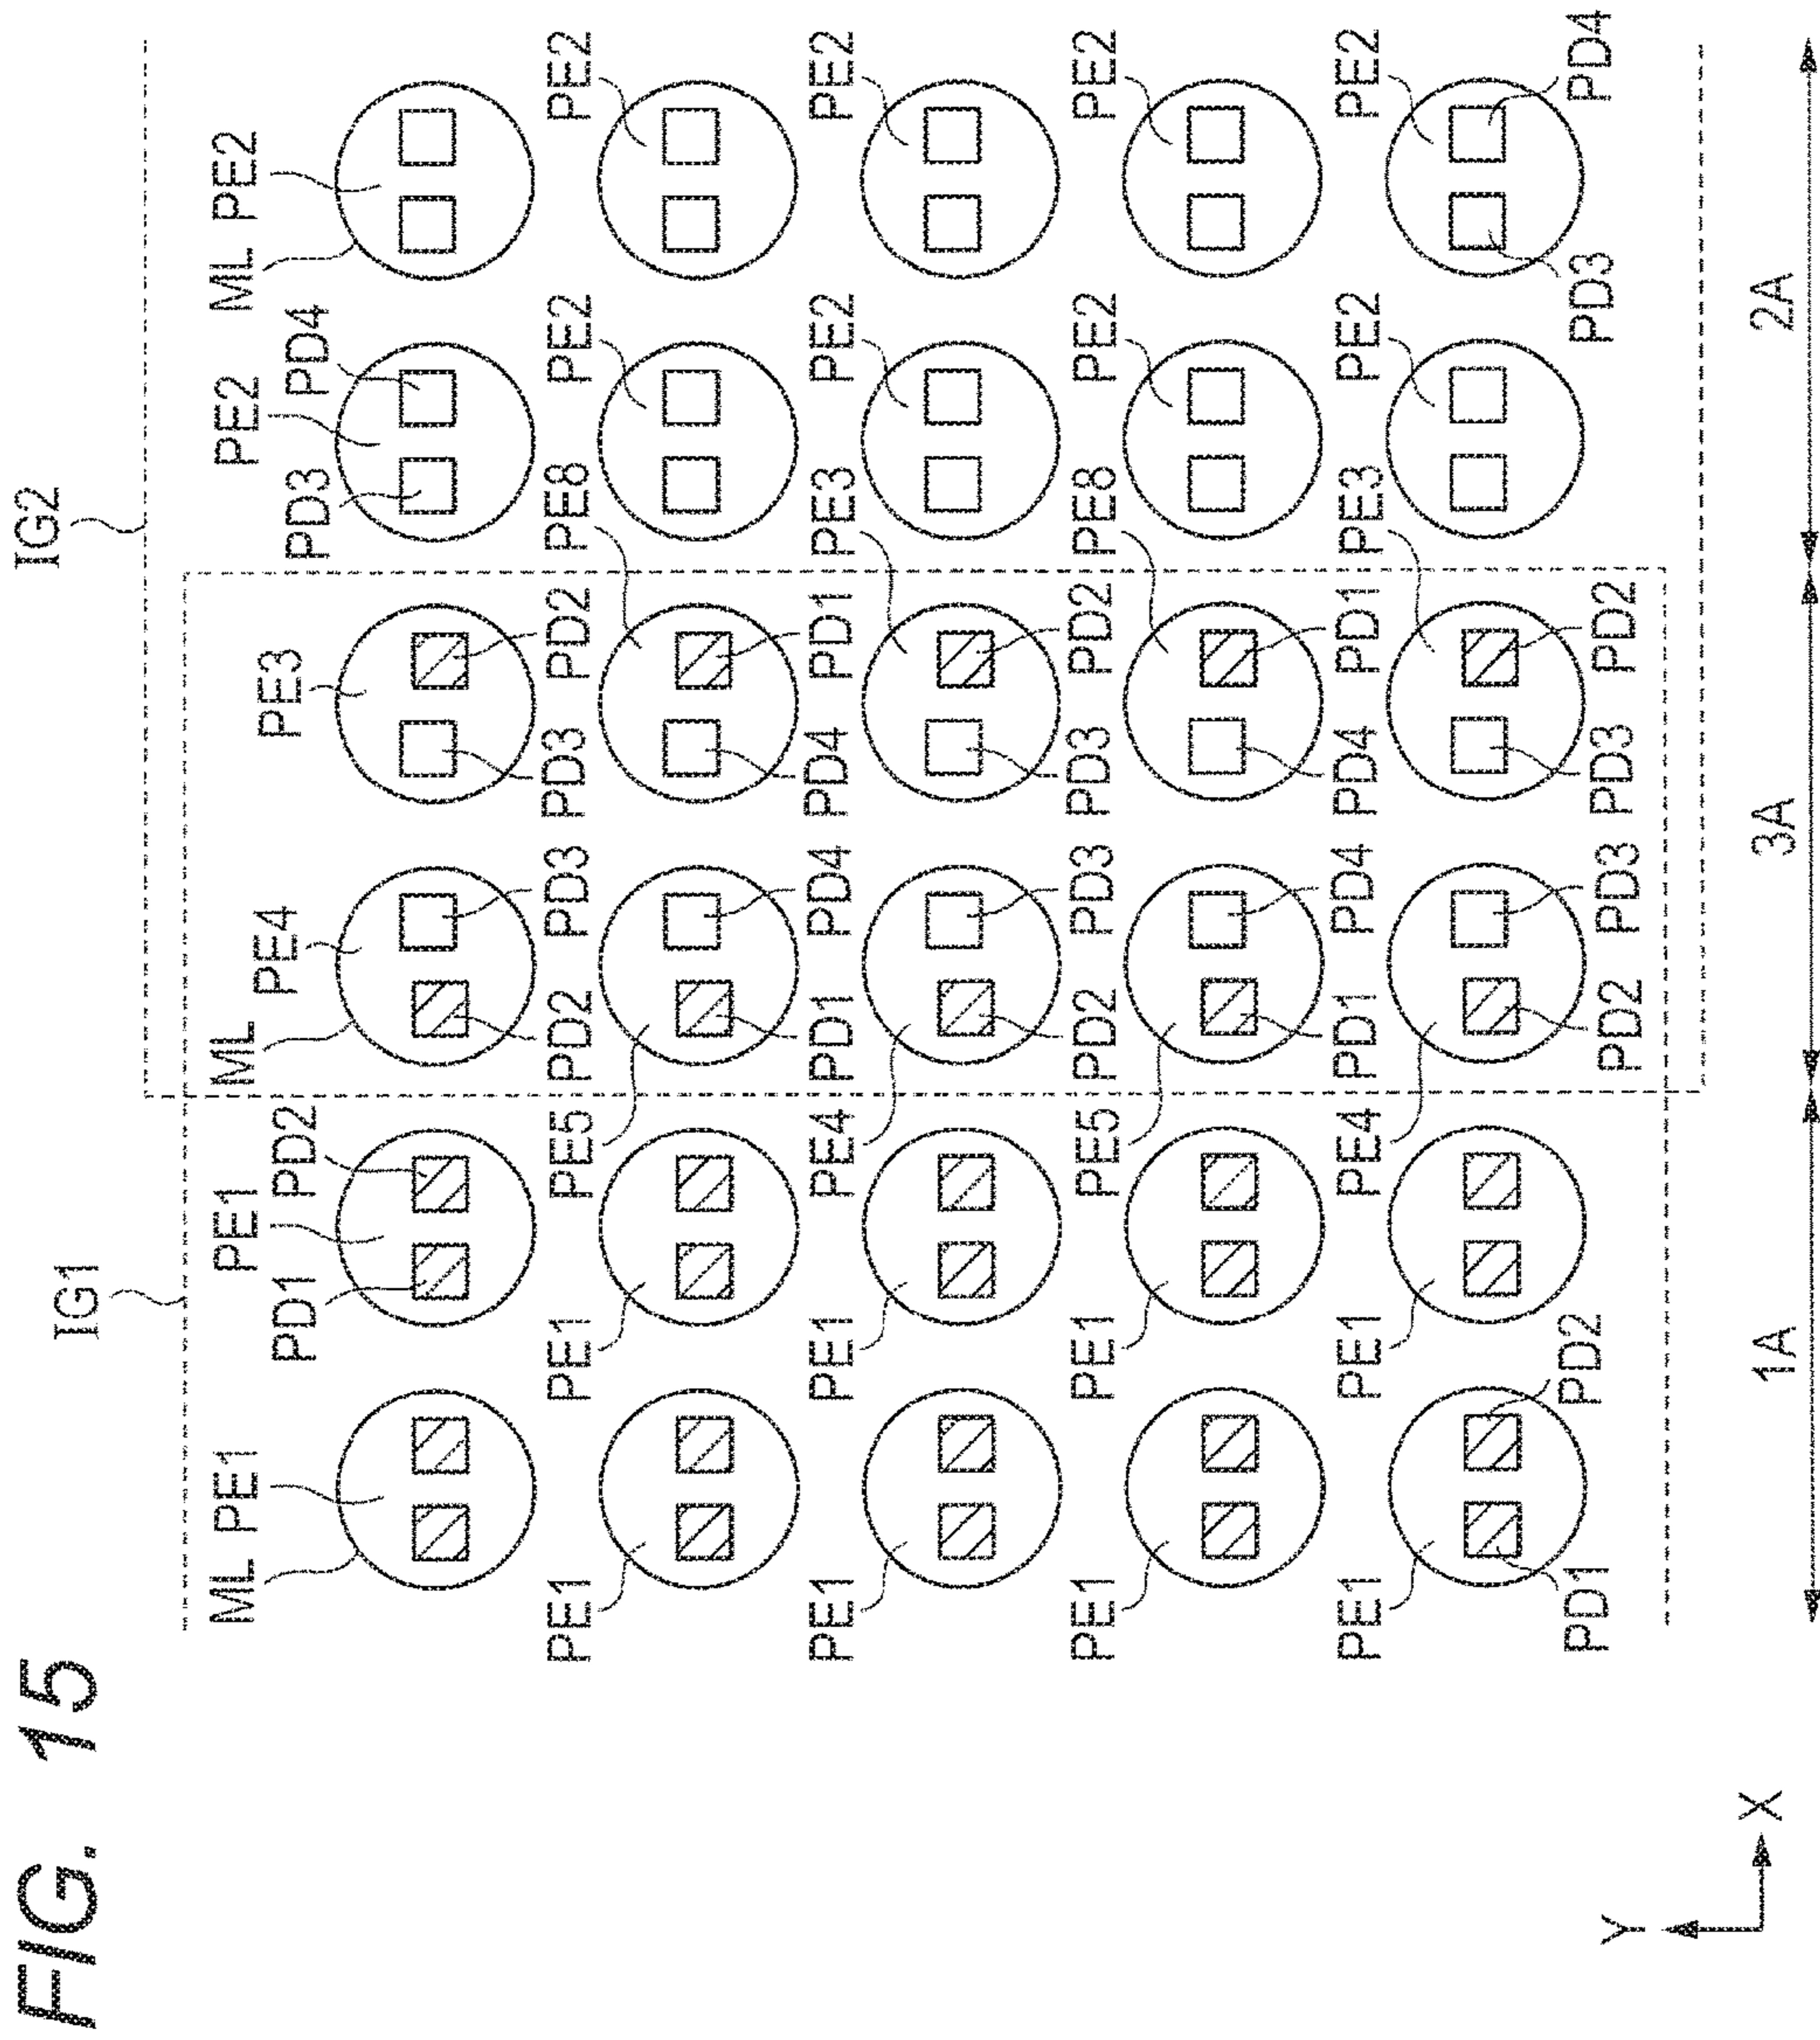 FIG. 15
IG1 IG2
ML PE1 PE1 ML PE4 PE3 PE2 ML PE2
PD1 PD2 PD3 PD4
PE1 PE1 PE5 PD2 PD3 PD3 PD2 PE8 PE2 PE2
PE1 PE1 PE4 PD1 PD4 PD4 PD1 PE3 PE2 PE2
PE1 PE1 PE5 PD2 PD3 PD3 PD2 PE8 PE2 PE2
PE1 PE1 PE4 PD1 PD4 PD4 PD1 PE3 PE2 PE2
PD1 PD2 PD2 PD3 PD3 PD2 PD3 PD4
Y
X
1A 3A 2A